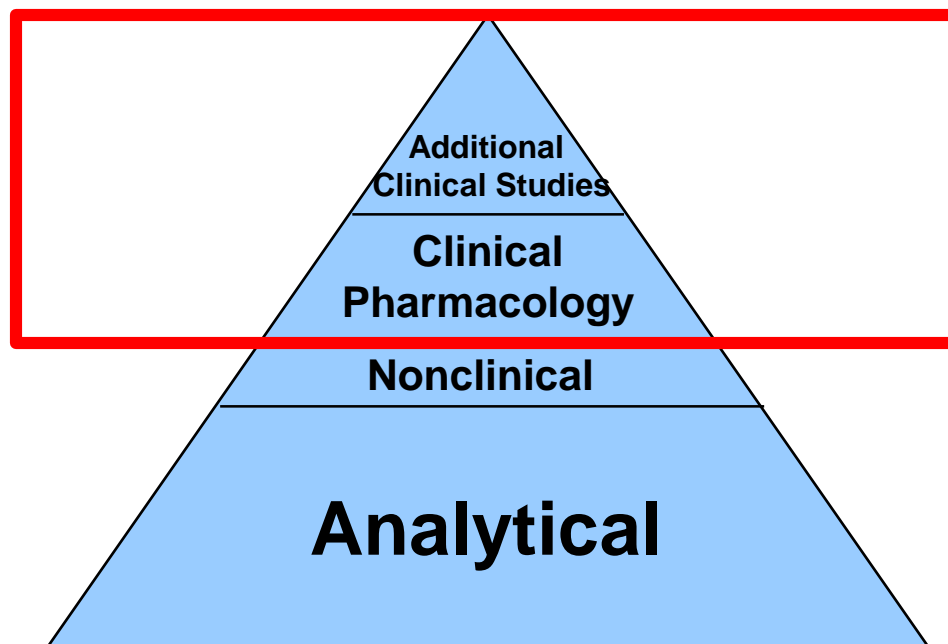 Additional
Clinical Studies
Clinical
Pharmacology
Nonclinical
Analytical